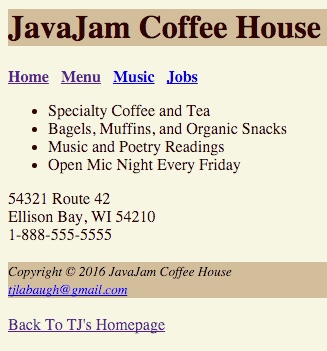 JavaJam Coffee House
Home Menu Music Jobs
• Specialty Coffee and Tea
• Bagels, Muffins, and Organic Snacks
• Music and Poetry Readings
• Open Mic Night Every Friday
54321 Route 42
Ellison Bay, WI 54210
1-888-555-5555
Copyright © 2016 JavaJam Coffee House
tjlabaugh@gmail.com
Back To TJ's Homepage